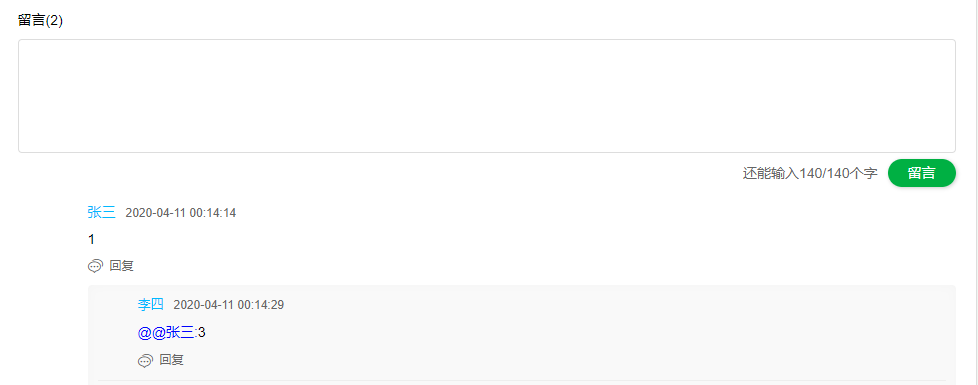 留言(2)
还能输入140/140个字 留言
张三 2020-04-11 00:14:14
1
回复
李四 2020-04-11 00:14:29
@@张三:3
回复